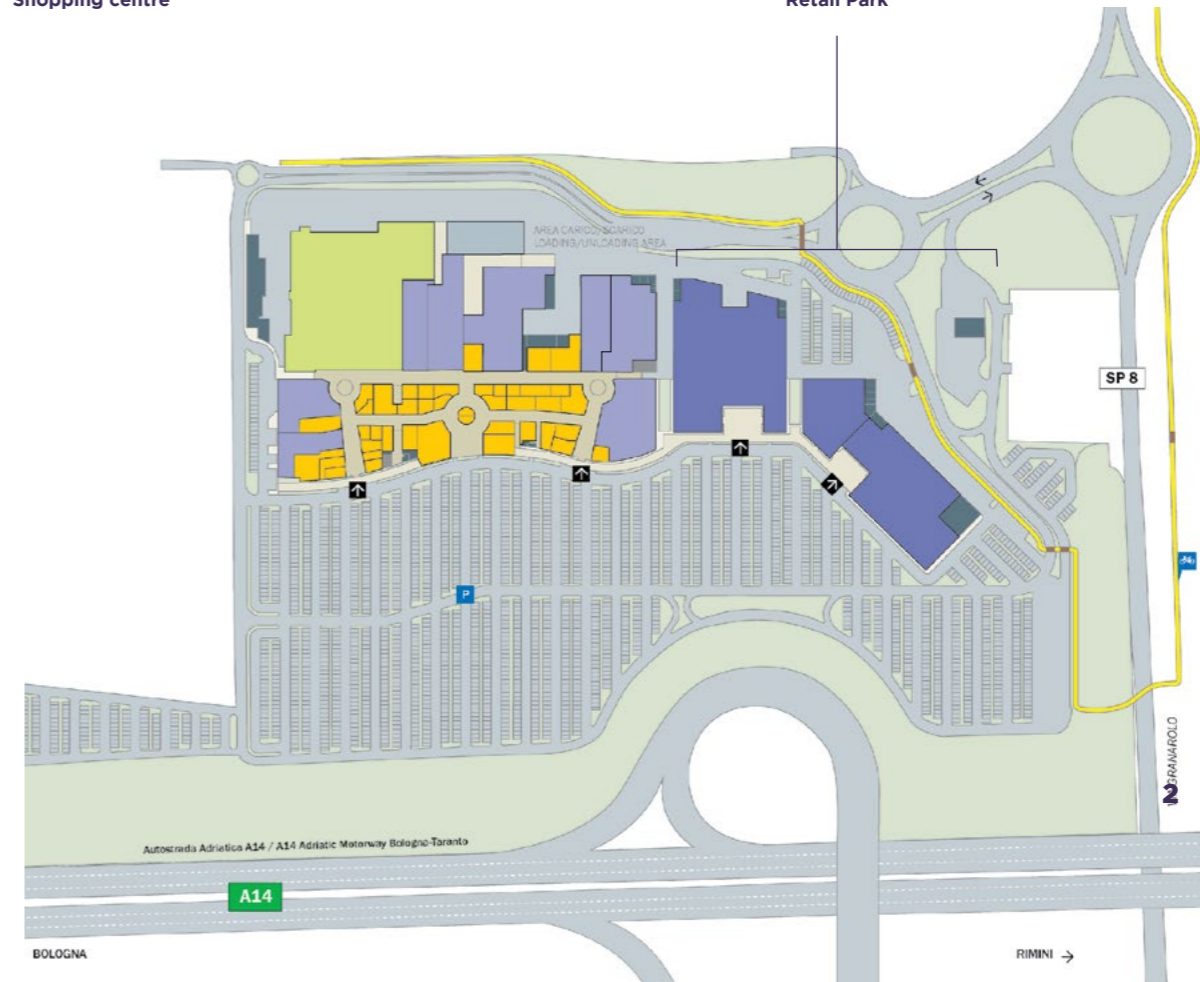 Shopping centre
Retail Park
AREA CARICO/SCARICO
LOADING/UNLOADING AREA
SP 8
P
GRANAROLO
2
Autostrada Adriatica A14 / A14 Adriatic Motorway Bologna-Taranto
A14
BOLOGNA
RIMINI →